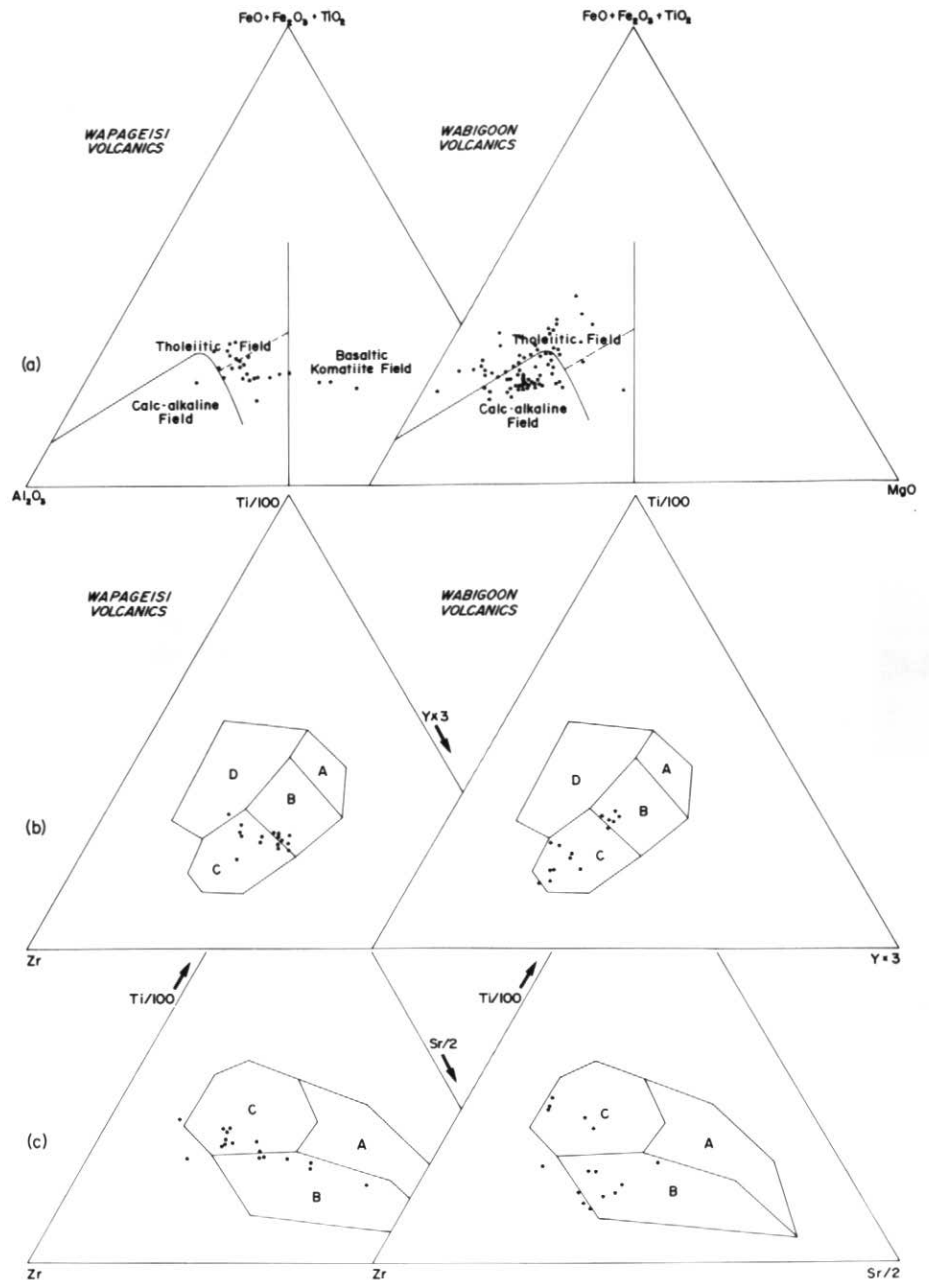 FeO + Fe₂O₃ + TiO₂
FeO + Fe₂O₃ + TiO₂
WAPAGEISI
VOLCANICS
WABIGOON
VOLCANICS
(a)
Tholeiitic Field
Basaltic
Komatiite Field
Calc-alkaline
Field
Tholeiitic Field
Calc-alkaline
Field
Al₂O₃
MgO
Ti/100
Ti/100
WAPAGEISI
VOLCANICS
WABIGOON
VOLCANICS
Y×3
(b)
D
A
B
C
D
A
B
C
Zr
Y×3
Ti/100
Ti/100
Sr/2
(c)
C
A
B
C
A
B
Zr
Zr
Sr/2